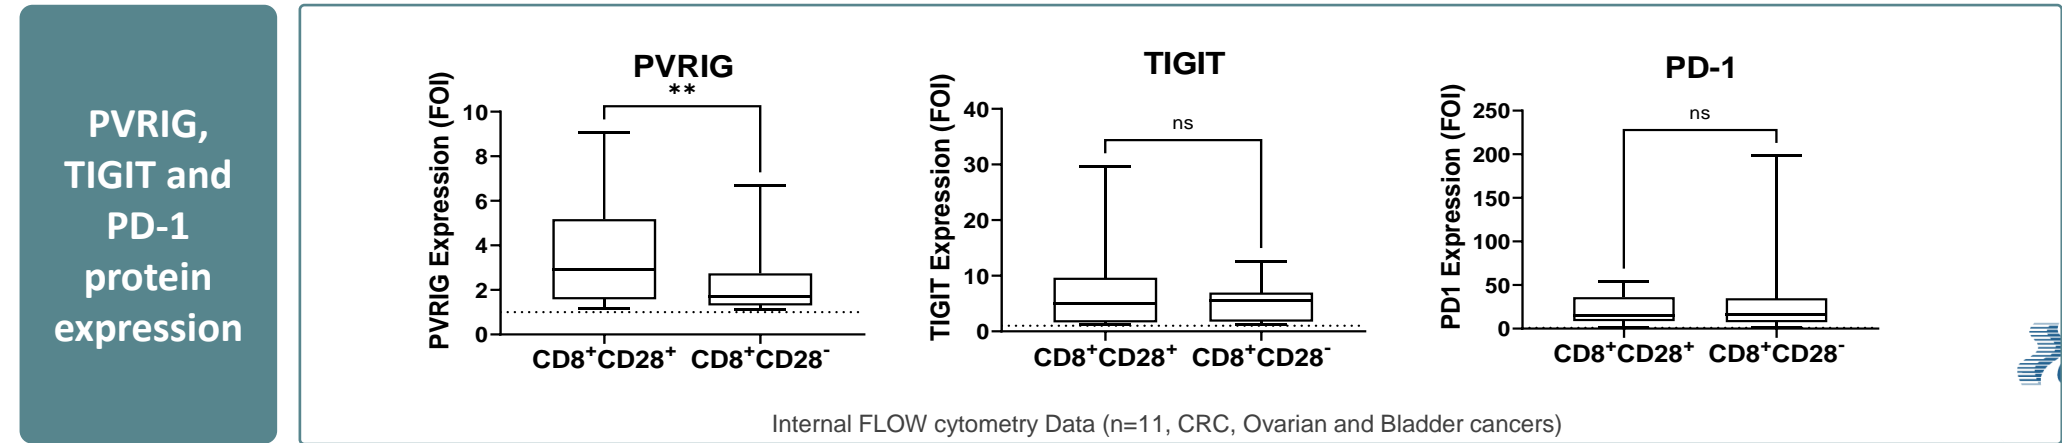 PVRIG,
TIGIT and
PD-1
protein
expression
PVRIG
**
PVRIG Expression (FOI)
10
8
6
4
2
0
CD8⁺CD28⁺ CD8⁺CD28⁻
TIGIT
ns
TIGIT Expression (FOI)
40
30
20
10
0
CD8⁺CD28⁺ CD8⁺CD28⁻
PD-1
ns
PD1 Expression (FOI)
250
200
150
100
50
0
CD8⁺CD28⁺ CD8⁺CD28⁻
Internal FLOW cytometry Data (n=11, CRC, Ovarian and Bladder cancers)